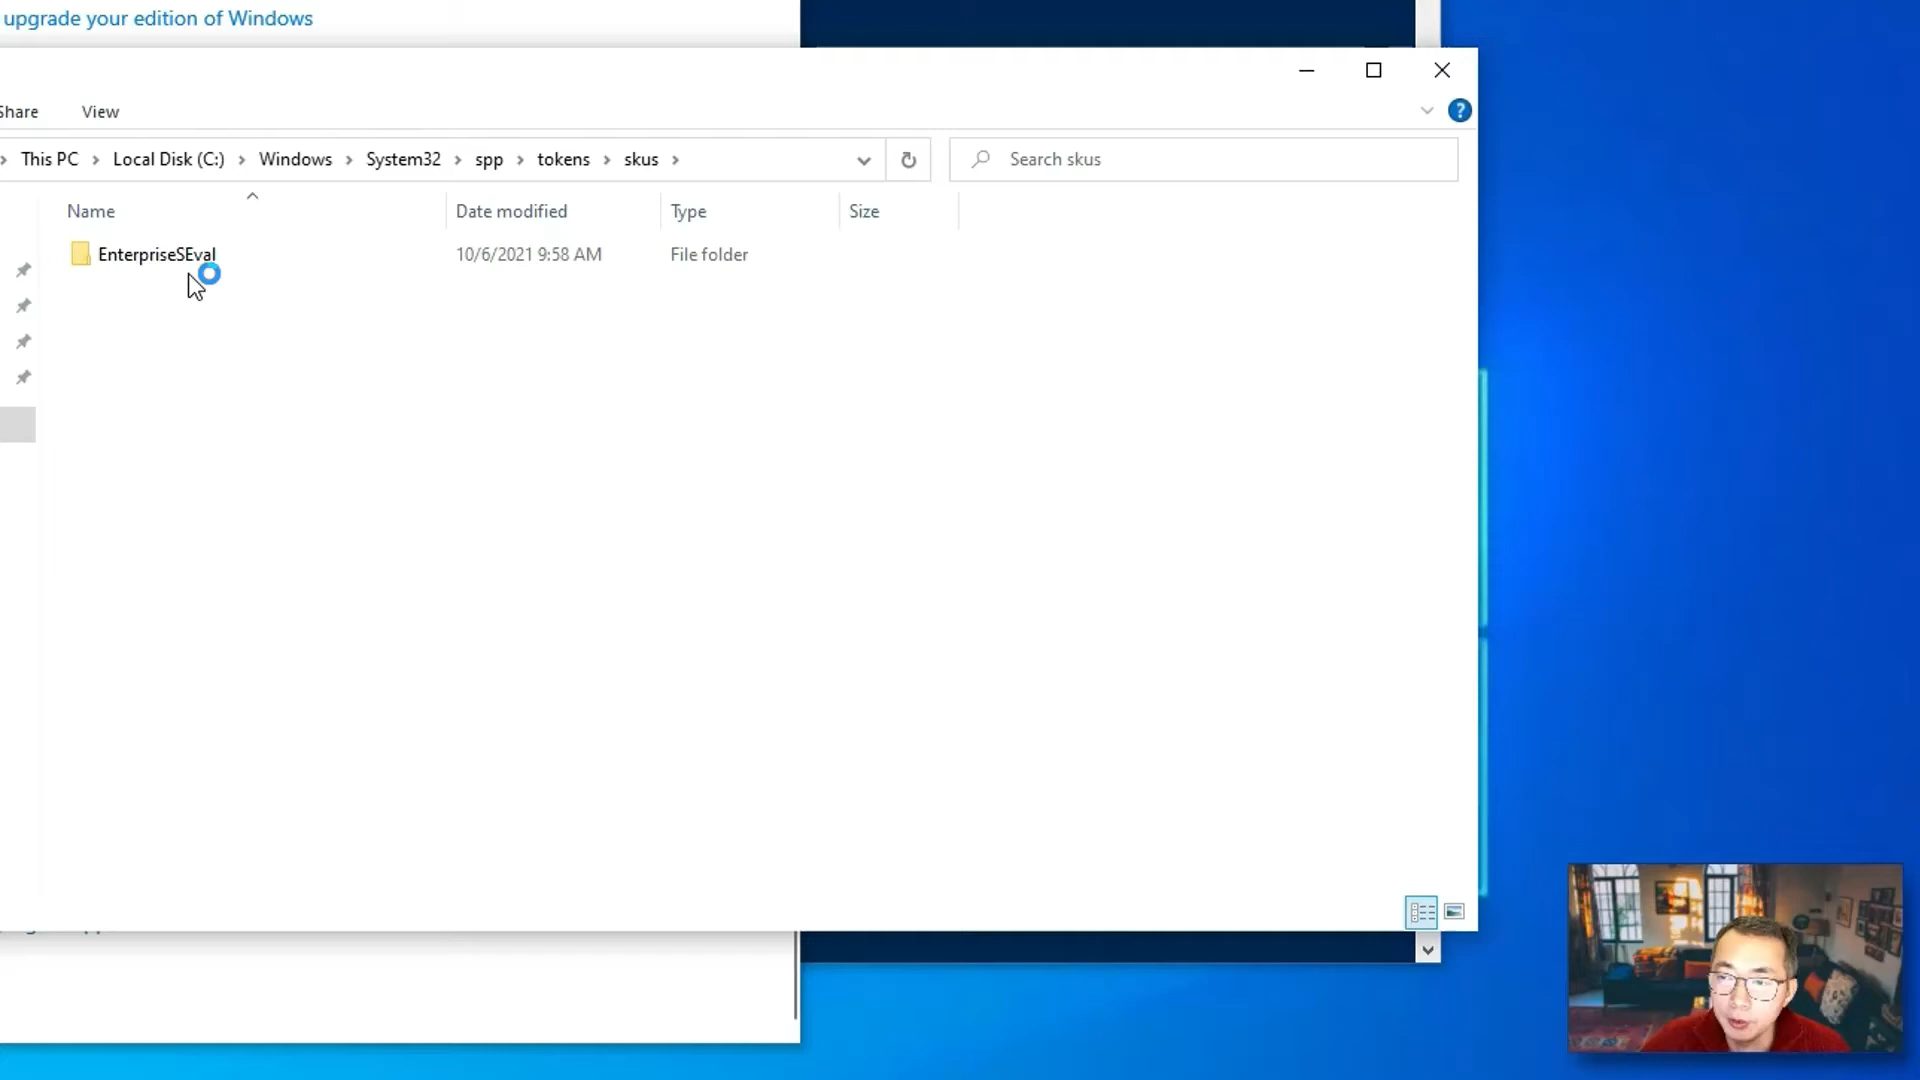 upgrade your edition of Windows
Share View
This PC Local Disk (C:) Windows System32 spp tokens skus
Search skus
Name Date modified Type Size
EnterpriseSEval 10/6/2021 9:58 AM File folder